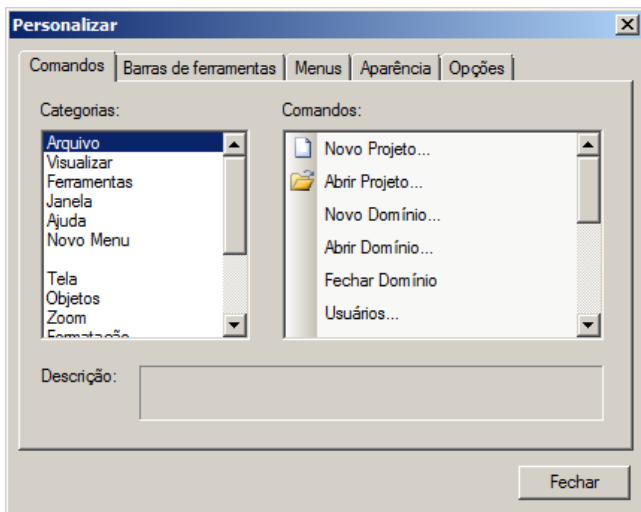 Personalizar
Comandos
Barras de ferramentas
Menus
Aparência
Opções
Categorias:
Arquivo
Visualizar
Ferramentas
Janela
Ajuda
Novo Menu
Tela
Objetos
Zoom
Formatação
Comandos:
Novo Projeto...
Abrir Projeto...
Novo Domínio...
Abrir Domínio...
Fechar Domínio
Usuários...
Descrição:
Fechar